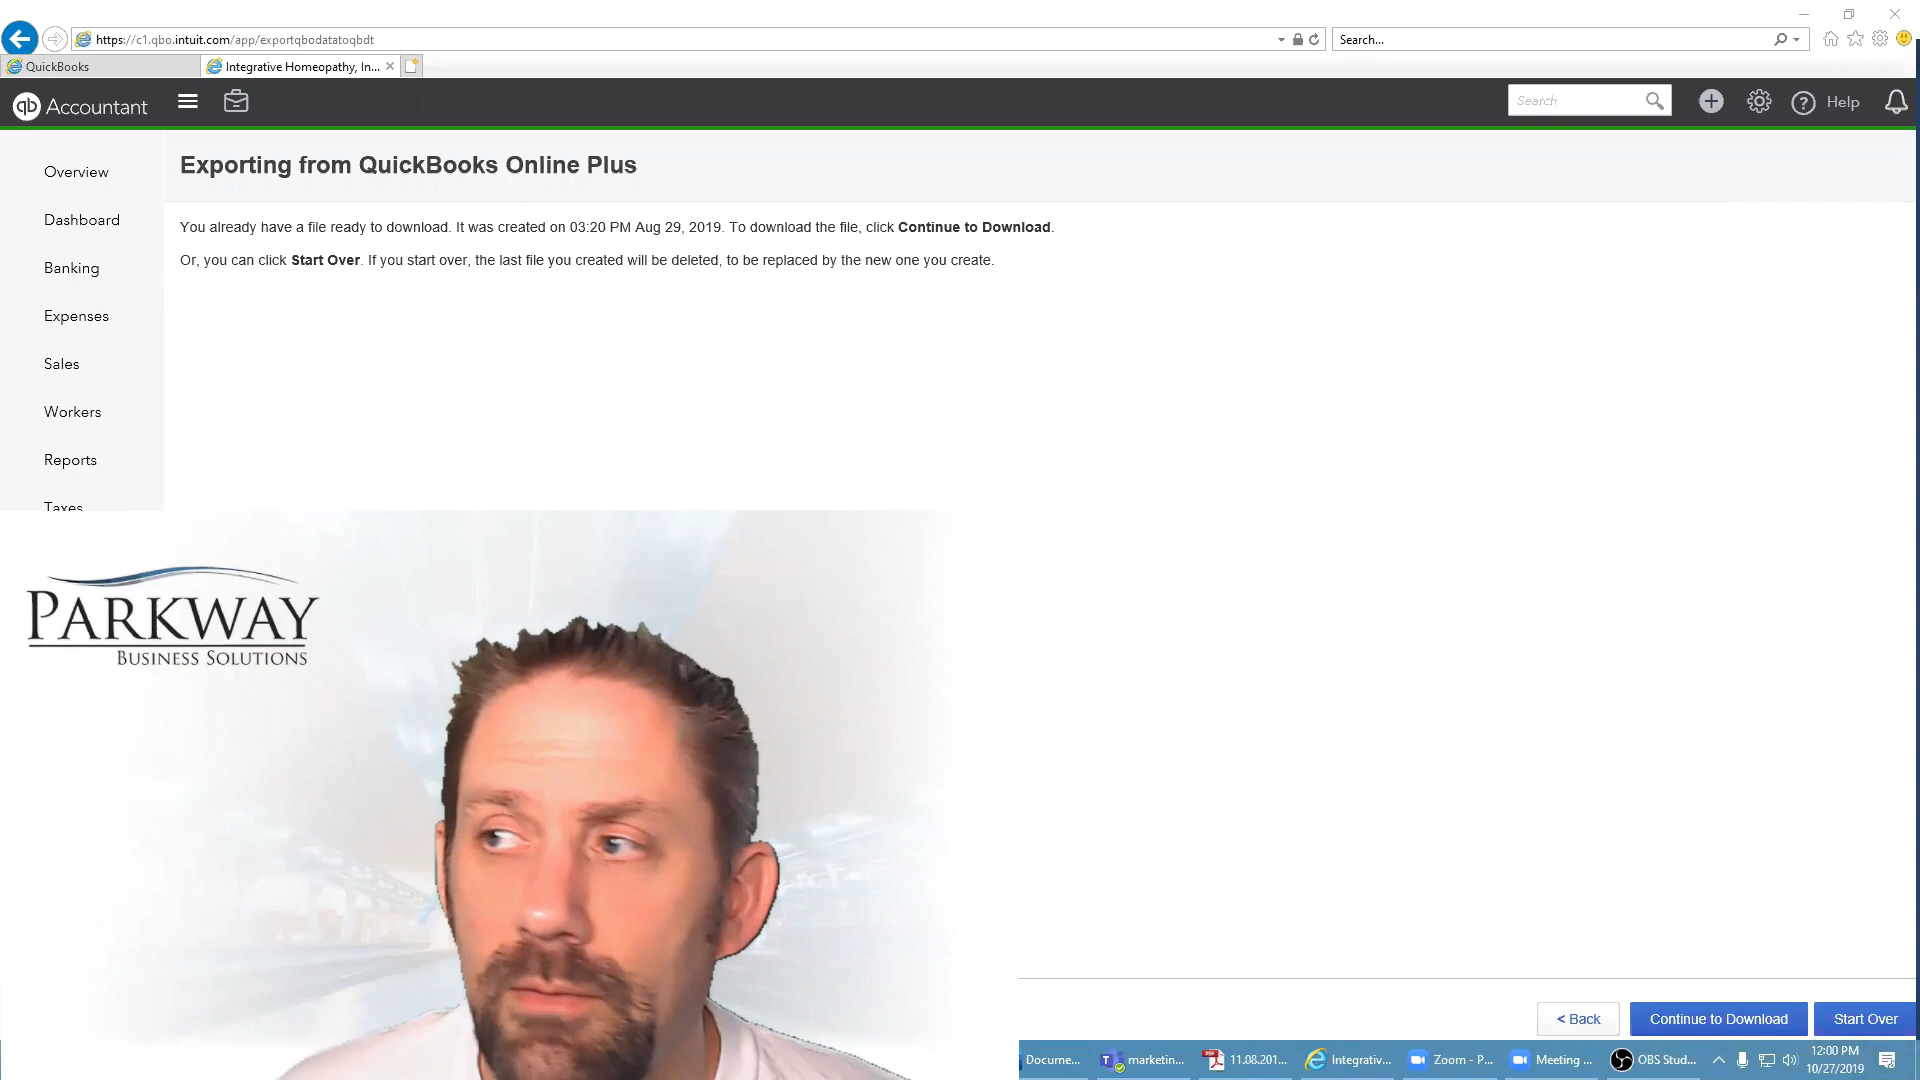 https://c1.qbo.intuit.com/app/exportqbodatatoqbdt
Search...
QuickBooks
Integrative Homeopathy, In...
qb Accountant
Search
Help
Overview
Dashboard
Banking
Expenses
Sales
Workers
Reports
Taxes
Exporting from QuickBooks Online Plus
You already have a file ready to download. It was created on 03:20 PM Aug 29, 2019. To download the file, click Continue to Download.
Or, you can click Start Over. If you start over, the last file you created will be deleted, to be replaced by the new one you create.
PARKWAY
BUSINESS SOLUTIONS
< Back
Continue to Download
Start Over
Docume...
marketin...
11.08.201...
Integrativ...
Zoom - P...
Meeting ...
OBS Stud...
12:00 PM
10/27/2019